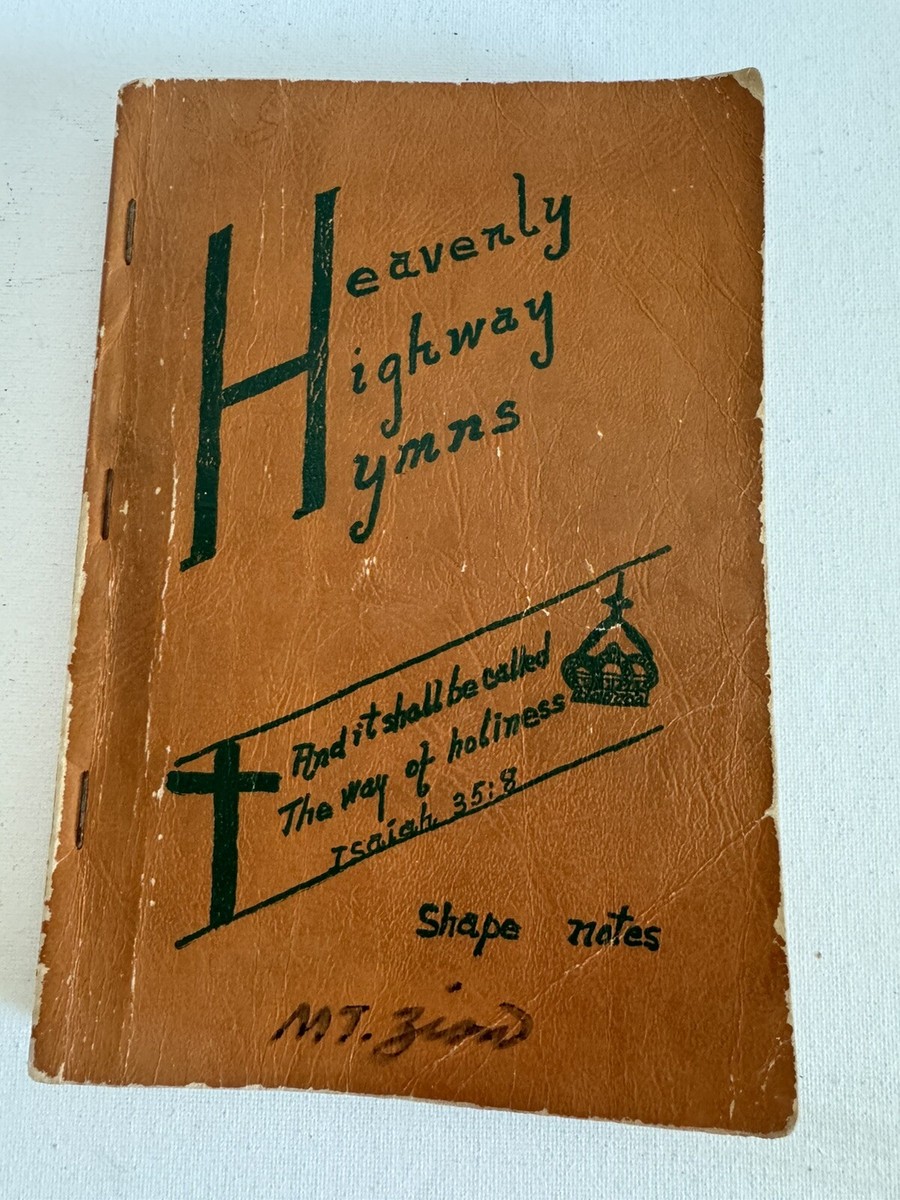 Heavenly
Highway
Hymns
And it shall be called
The way of holiness
Isaiah 35:8
Shape notes
MT. Zion